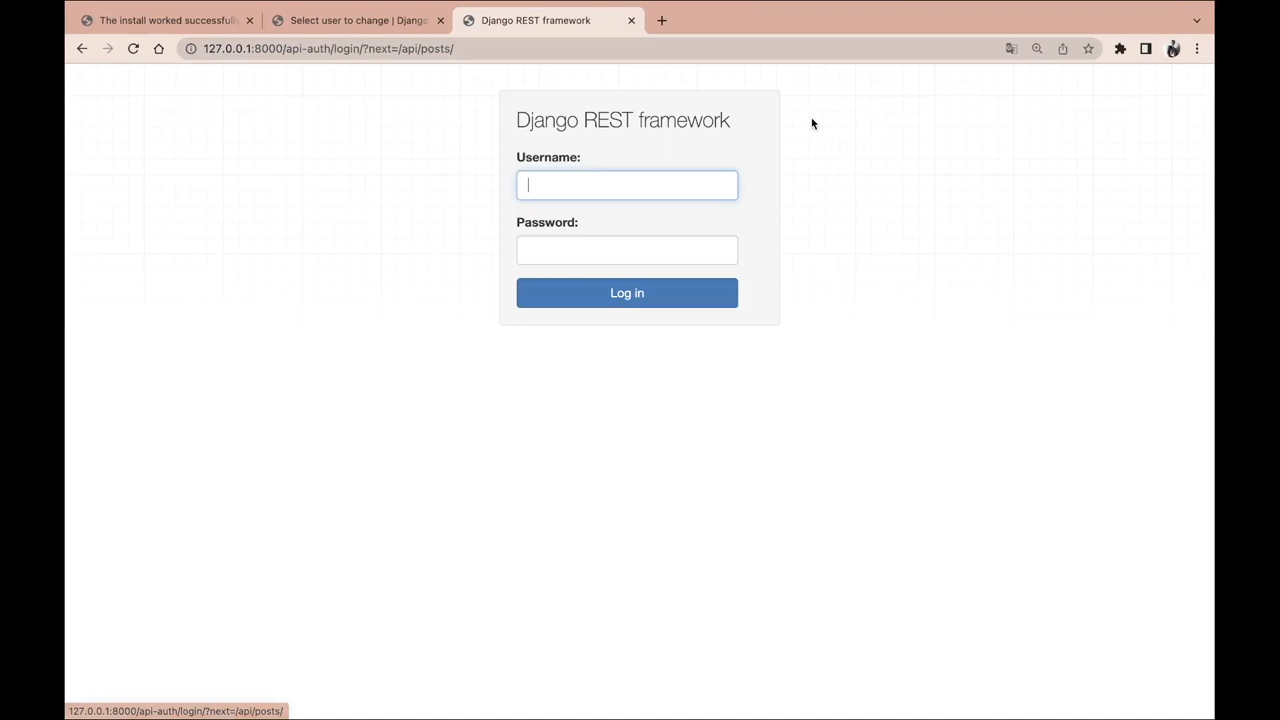 The install worked successfully
Select user to change | Django
Django REST framework
127.0.0.1:8000/api-auth/login/?next=/api/posts/
Django REST framework
Username:
Password:
Log in
127.0.0.1:8000/api-auth/login/?next=/api/posts/